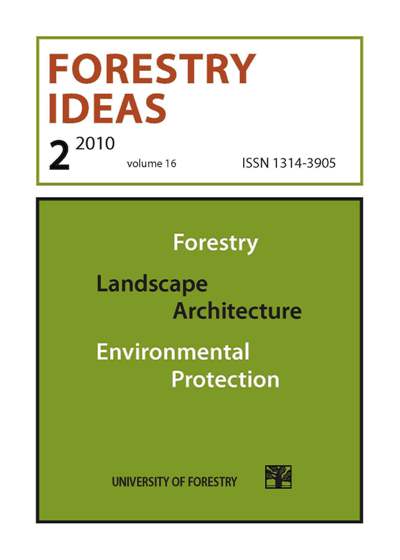 FORESTRY
IDEAS
2 2010
volume 16 ISSN 1314-3905
Forestry
Landscape
Architecture
Environmental
Protection
UNIVERSITY OF FORESTRY